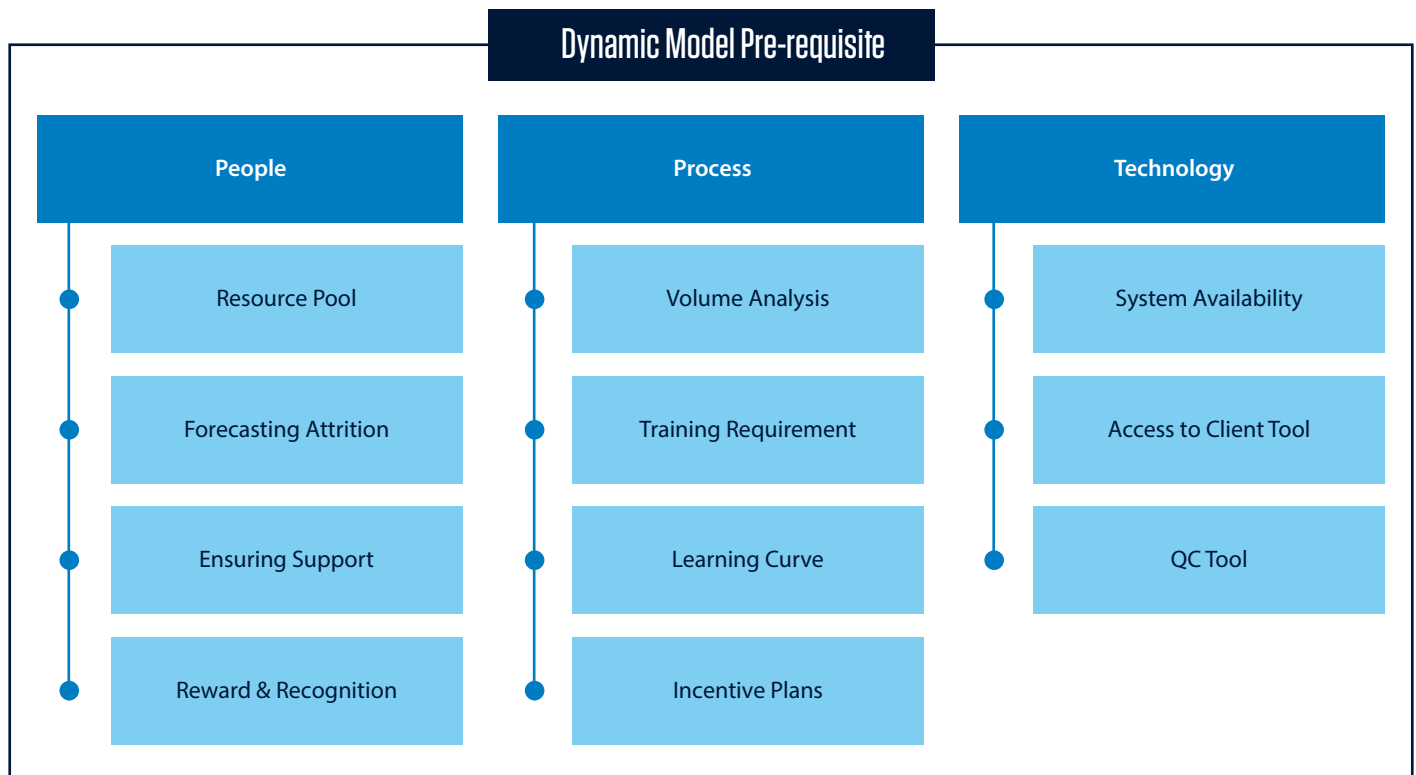 Dynamic Model Pre-requisite
People
Resource Pool
Forecasting Attrition
Ensuring Support
Reward & Recognition
Process
Volume Analysis
Training Requirement
Learning Curve
Incentive Plans
Technology
System Availability
Access to Client Tool
QC Tool